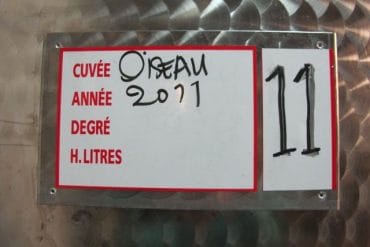 CUVÉE OISEAU
ANNÉE 2011
DEGRÉ
H.LITRES
11